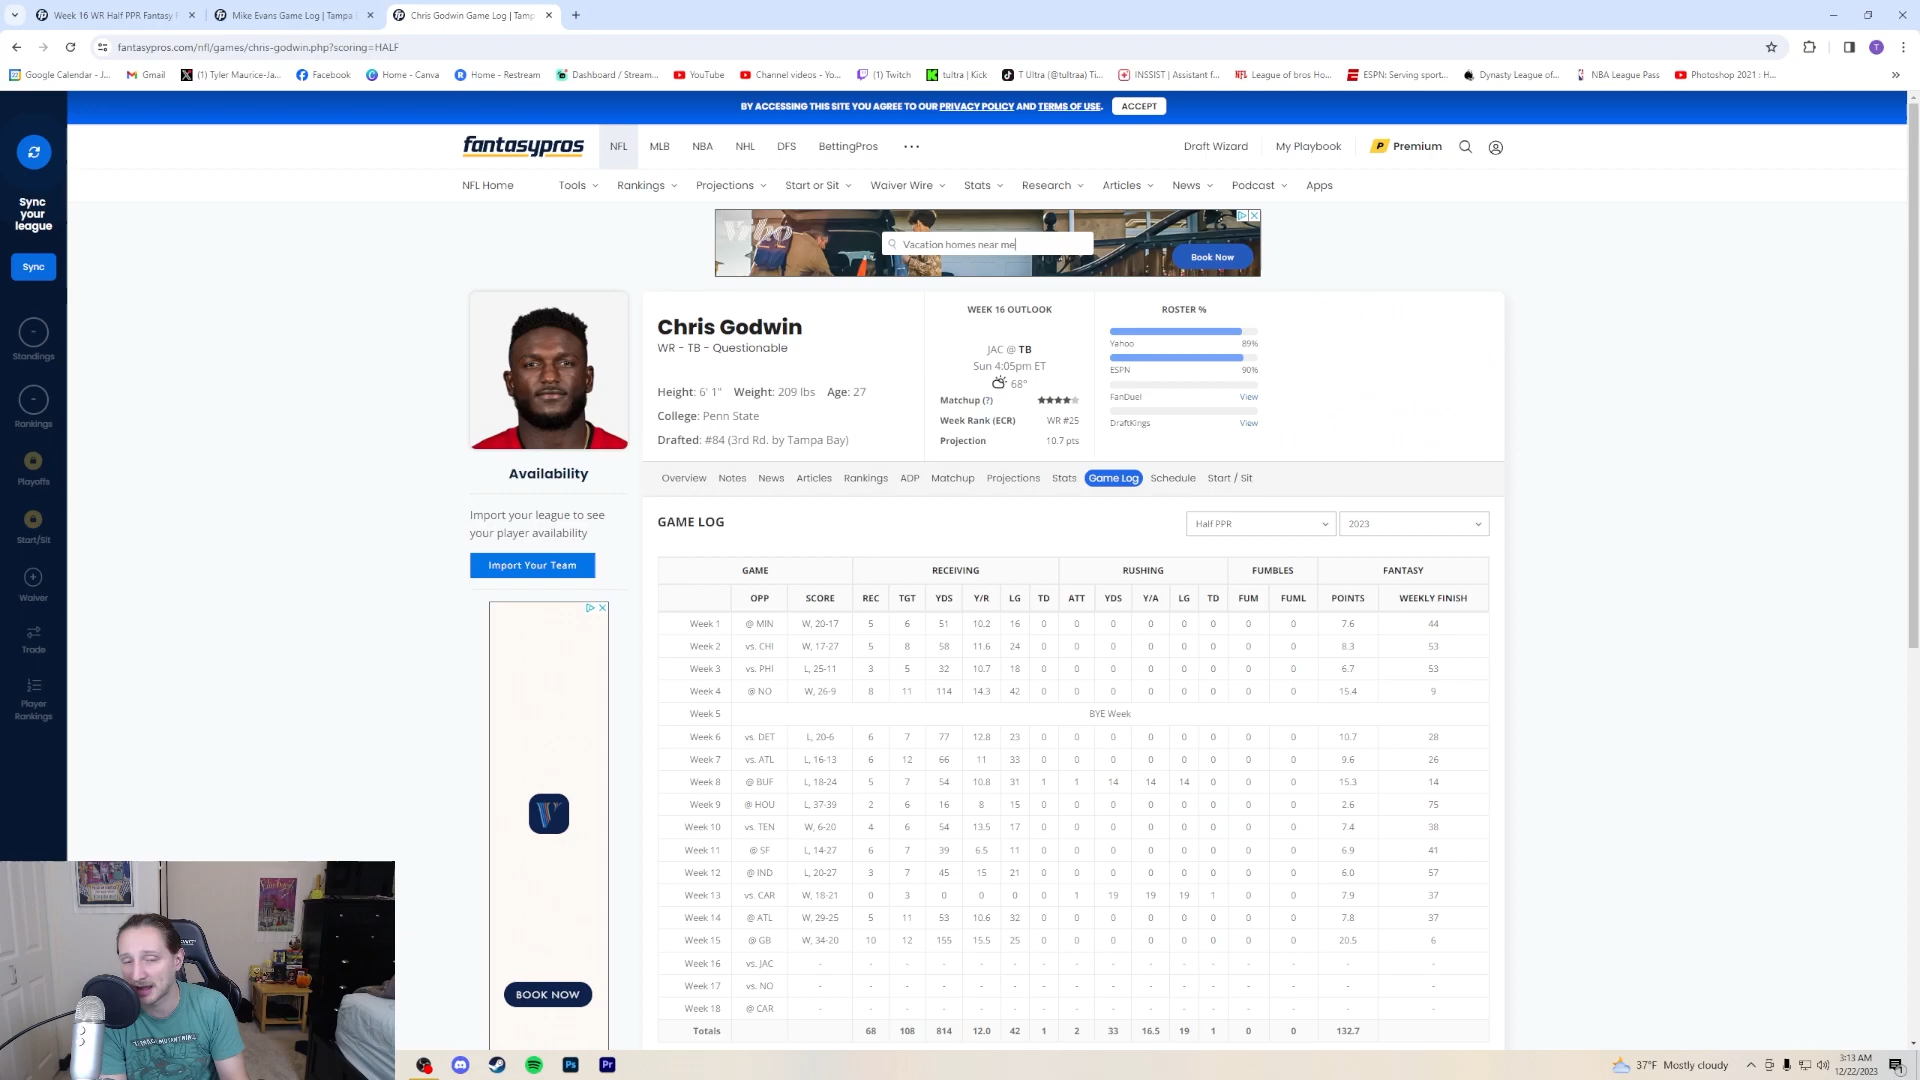 Week 16 WR Half PPR Fantasy F
Mike Evans Game Log | Tampa B
Chris Godwin Game Log | Tamp
fantasypros.com/nfl/games/chris-godwin.php?scoring=HALF
Google Calendar - J...
Gmail
(1) Tyler Maurice-Ja...
Facebook
Home - Canva
Home - Restream
Dashboard / Stream...
YouTube
Channel videos - Yo...
(1) Twitch
tultra | Kick
T Ultra (@tultraa) Ti...
INSSIST | Assistant f...
League of bros Ho...
ESPN: Serving sport...
Dynasty League of...
NBA League Pass
Photoshop 2021 : H...
BY ACCESSING THIS SITE YOU AGREE TO OUR PRIVACY POLICY AND TERMS OF USE. ACCEPT
fantasypros NFL MLB NBA NHL DFS BettingPros ... Draft Wizard My Playbook P Premium
NFL Home Tools Rankings Projections Start or Sit Waiver Wire Stats Research Articles News Podcast Apps
Sync your league
Sync
Standings
Rankings
Playoffs
Start/Sit
Waiver
Trade
Player Rankings
Vrbo
Vacation homes near me
Book Now
Chris Godwin
WR - TB - Questionable
Height: 6' 1" Weight: 209 lbs Age: 27
College: Penn State
Drafted: #84 (3rd Rd. by Tampa Bay)
WEEK 16 OUTLOOK
JAC @ TB
Sun 4:05pm ET
68°
Matchup (?) ★★★★★
Week Rank (ECR) WR #25
Projection 10.7 pts
ROSTER %
Yahoo 89%
ESPN 90%
FanDuel View
DraftKings View
Availability
Import your league to see
your player availability
Import Your Team
BOOK NOW
Overview Notes News Articles Rankings ADP Matchup Projections Stats Game Log Schedule Start / Sit
GAME LOG Half PPR 2023
GAME RECEIVING RUSHING FUMBLES FANTASY
OPP SCORE REC TGT YDS Y/R LG TD ATT YDS Y/A LG TD FUM FUML POINTS WEEKLY FINISH
Week 1 @ MIN W, 20-17 5 6 51 10.2 16 0 0 0 0 0 0 0 0 7.6 44
Week 2 vs. CHI W, 17-27 5 8 58 11.6 24 0 0 0 0 0 0 0 0 8.3 53
Week 3 vs. PHI L, 25-11 3 5 32 10.7 18 0 0 0 0 0 0 0 0 6.7 53
Week 4 @ NO W, 26-9 8 11 114 14.3 42 0 0 0 0 0 0 0 0 15.4 9
Week 5 BYE Week
Week 6 vs. DET L, 20-6 6 7 77 12.8 23 0 0 0 0 0 0 0 0 10.7 28
Week 7 vs. ATL L, 16-13 6 12 66 11 33 0 0 0 0 0 0 0 0 9.6 26
Week 8 @ BUF L, 18-24 5 7 54 10.8 31 1 1 14 14 14 0 0 0 15.3 14
Week 9 @ HOU L, 37-39 2 6 16 8 15 0 0 0 0 0 0 0 0 2.6 75
Week 10 vs. TEN W, 6-20 4 6 54 13.5 17 0 0 0 0 0 0 0 0 7.4 38
Week 11 @ SF L, 14-27 6 7 39 6.5 11 0 0 0 0 0 0 0 0 6.9 41
Week 12 @ IND L, 20-27 3 7 45 15 21 0 0 0 0 0 0 0 0 6.0 57
Week 13 vs. CAR W, 18-21 0 3 0 0 0 0 1 19 19 19 1 0 0 7.9 37
Week 14 @ ATL W, 29-25 5 11 53 10.6 32 0 0 0 0 0 0 0 0 7.8 37
Week 15 @ GB W, 34-20 10 12 155 15.5 25 0 0 0 0 0 0 0 0 20.5 6
Week 16 vs. JAC - - - - - - - - - - - - - - - -
Week 17 vs. NO - - - - - - - - - - - - - - - -
Week 18 @ CAR - - - - - - - - - - - - - - - -
Totals 68 108 814 12.0 42 1 2 33 16.5 19 1 0 0 132.7
37°F Mostly cloudy
3:13 AM
12/22/2023